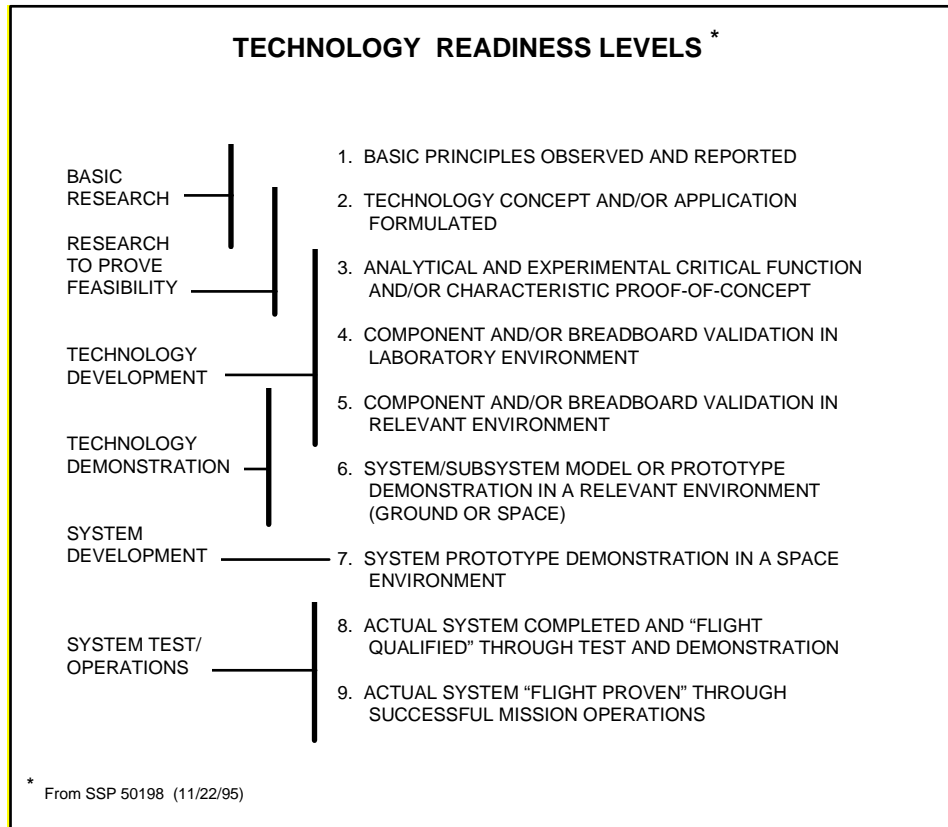 TECHNOLOGY READINESS LEVELS *
BASIC
RESEARCH
RESEARCH
TO PROVE
FEASIBILITY
TECHNOLOGY
DEVELOPMENT
TECHNOLOGY
DEMONSTRATION
SYSTEM
DEVELOPMENT
SYSTEM TEST/
OPERATIONS
1. BASIC PRINCIPLES OBSERVED AND REPORTED
2. TECHNOLOGY CONCEPT AND/OR APPLICATION
FORMULATED
3. ANALYTICAL AND EXPERIMENTAL CRITICAL FUNCTION
AND/OR CHARACTERISTIC PROOF-OF-CONCEPT
4. COMPONENT AND/OR BREADBOARD VALIDATION IN
LABORATORY ENVIRONMENT
5. COMPONENT AND/OR BREADBOARD VALIDATION IN
RELEVANT ENVIRONMENT
6. SYSTEM/SUBSYSTEM MODEL OR PROTOTYPE
DEMONSTRATION IN A RELEVANT ENVIRONMENT
(GROUND OR SPACE)
7. SYSTEM PROTOTYPE DEMONSTRATION IN A SPACE
ENVIRONMENT
8. ACTUAL SYSTEM COMPLETED AND “FLIGHT
QUALIFIED” THROUGH TEST AND DEMONSTRATION
9. ACTUAL SYSTEM “FLIGHT PROVEN” THROUGH
SUCCESSFUL MISSION OPERATIONS
* From SSP 50198 (11/22/95)